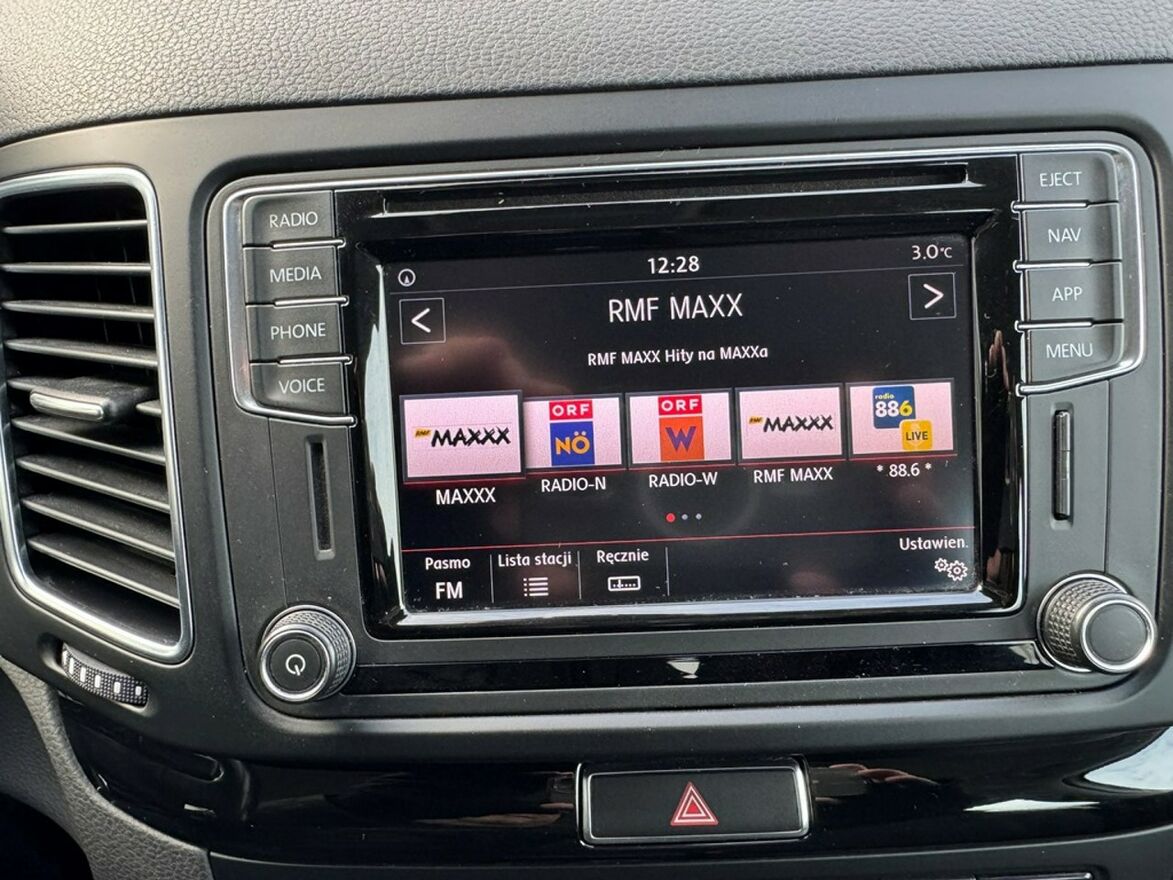 RADIO
MEDIA
PHONE
VOICE
EJECT
NAV
APP
MENU
12:28
3.0°C
<
RMF MAXX
>
RMF MAXX Hity na MAXXa
RMF MAXXX
ORF NÖ
ORF W
RMF MAXXX
radio 886 LIVE
MAXXX
RADIO-N
RADIO-W
RMF MAXX
* 88.6 *
Pasmo
FM
Lista stacji
Ręcznie
Ustawien.